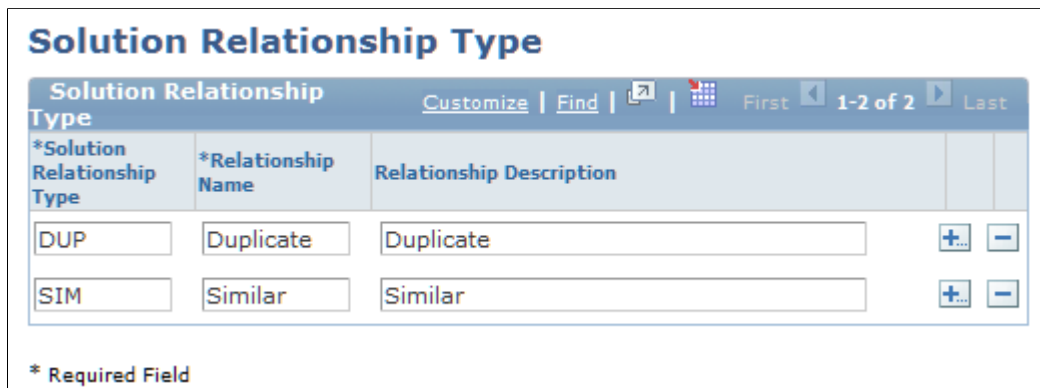 Solution Relationship Type
Solution Relationship
Type
Customize | Find | | First 1-2 of 2 Last
*Solution
Relationship
Type
*Relationship
Name
Relationship Description
DUP Duplicate Duplicate
SIM Similar Similar
* Required Field